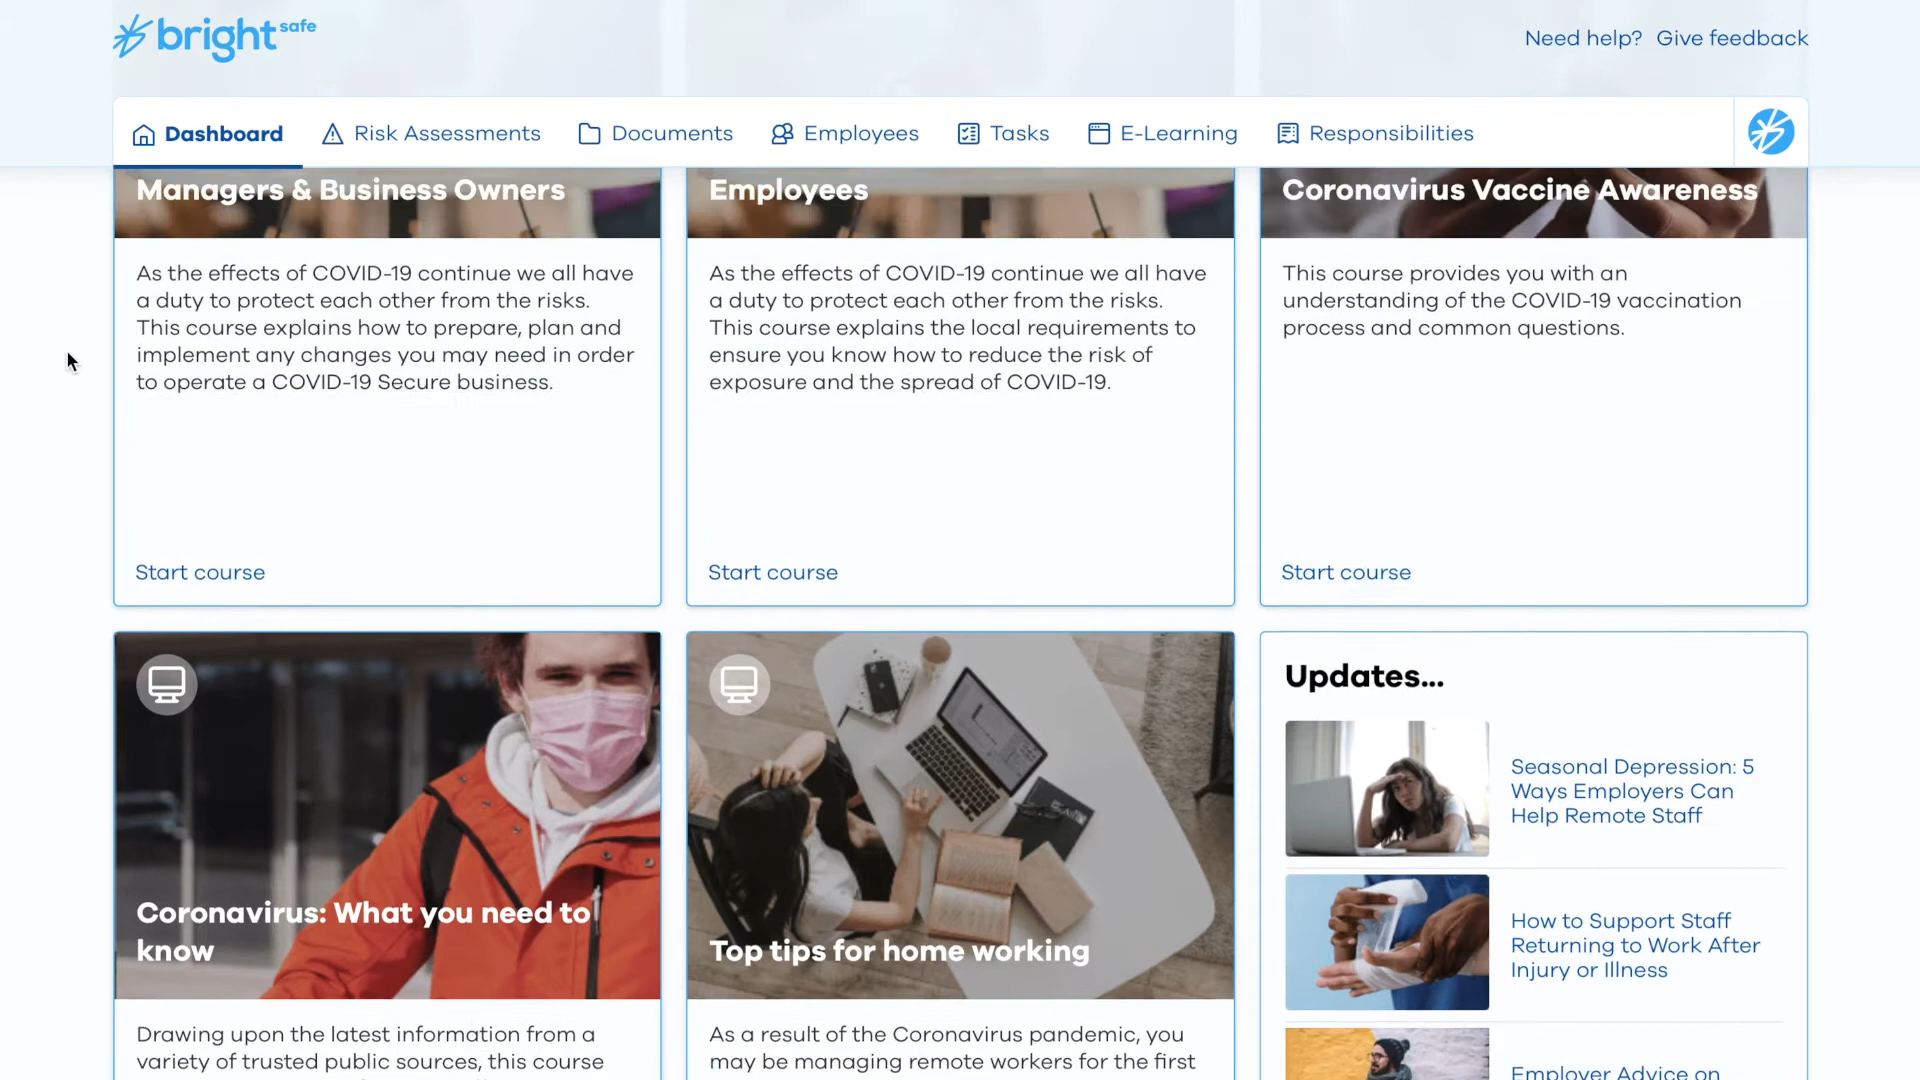 bright safe
Need help? Give feedback
Dashboard Risk Assessments Documents Employees Tasks E-Learning Responsibilities
Managers & Business Owners
As the effects of COVID-19 continue we all have
a duty to protect each other from the risks.
This course explains how to prepare, plan and
implement any changes you may need in order
to operate a COVID-19 Secure business.
Start course
Employees
As the effects of COVID-19 continue we all have
a duty to protect each other from the risks.
This course explains the local requirements to
ensure you know how to reduce the risk of
exposure and the spread of COVID-19.
Start course
Coronavirus Vaccine Awareness
This course provides you with an
understanding of the COVID-19 vaccination
process and common questions.
Start course
Coronavirus: What you need to
know
Drawing upon the latest information from a
variety of trusted public sources, this course
Top tips for home working
As a result of the Coronavirus pandemic, you
may be managing remote workers for the first
Updates...
Seasonal Depression: 5
Ways Employers Can
Help Remote Staff
How to Support Staff
Returning to Work After
Injury or Illness
Employer Advice on